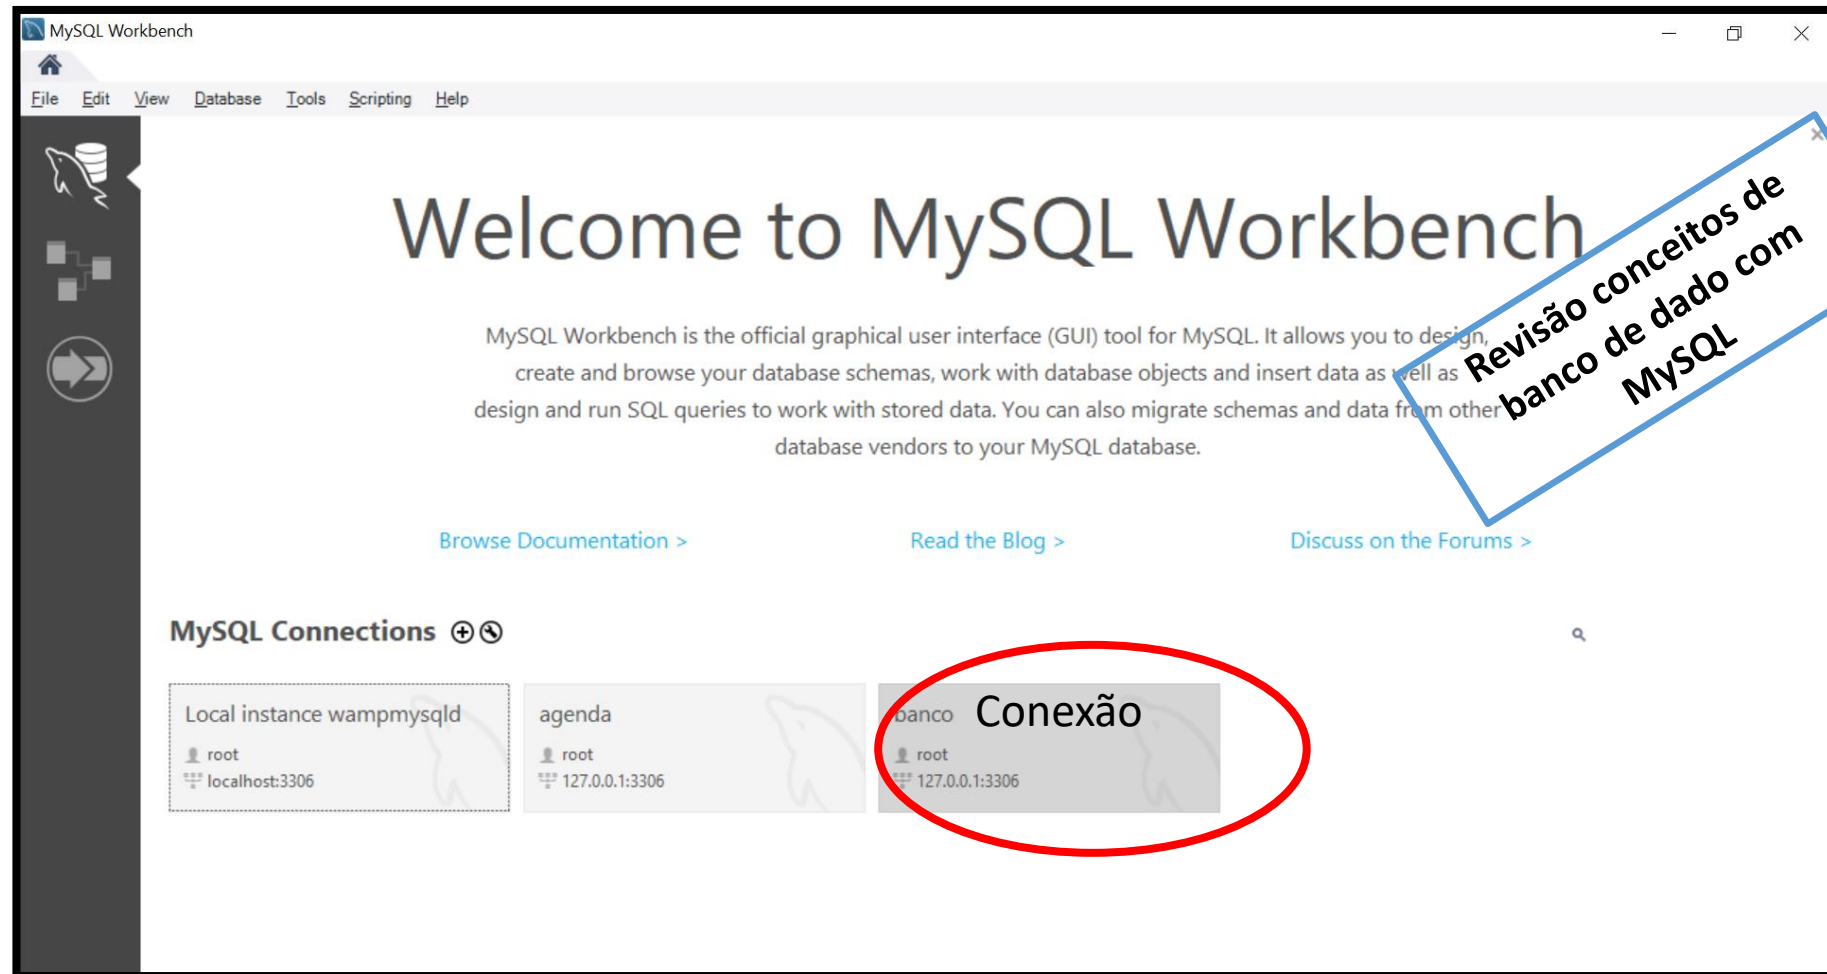 MySQL Workbench
File Edit View Database Tools Scripting Help
Welcome to MySQL Workbench
Revisão conceitos de
banco de dado com
MySQL
MySQL Workbench is the official graphical user interface (GUI) tool for MySQL. It allows you to design,
create and browse your database schemas, work with database objects and insert data as well as
design and run SQL queries to work with stored data. You can also migrate schemas and data from other
database vendors to your MySQL database.
Browse Documentation >
Read the Blog >
Discuss on the Forums >
MySQL Connections
Local instance wampmysqld
root
localhost:3306
agenda
root
127.0.0.1:3306
banco
Conexão
root
127.0.0.1:3306